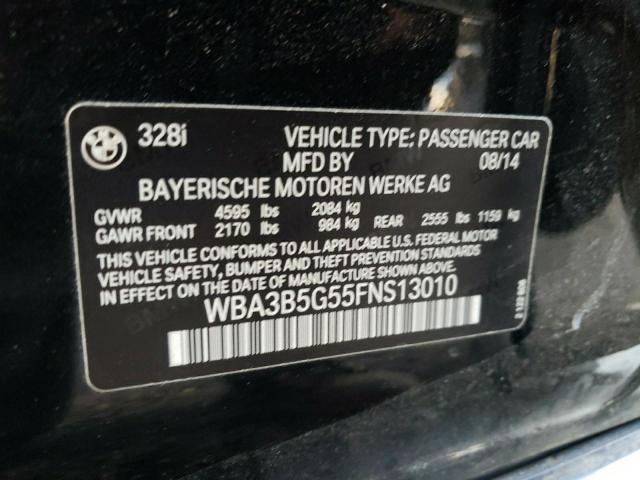 328i VEHICLE TYPE: PASSENGER CAR
MFD BY 08/14
BAYERISCHE MOTOREN WERKE AG
GVWR 4595 lbs 2084 kg
GAWR FRONT 2170 lbs 984 kg REAR 2555 lbs 1159 kg
THIS VEHICLE CONFORMS TO ALL APPLICABLE U.S. FEDERAL MOTOR
VEHICLE SAFETY, BUMPER, AND THEFT PREVENTION STANDARDS
IN EFFECT ON THE DATE OF MANUFACTURE SHOWN ABOVE.
WBA3B5G55FNS13010